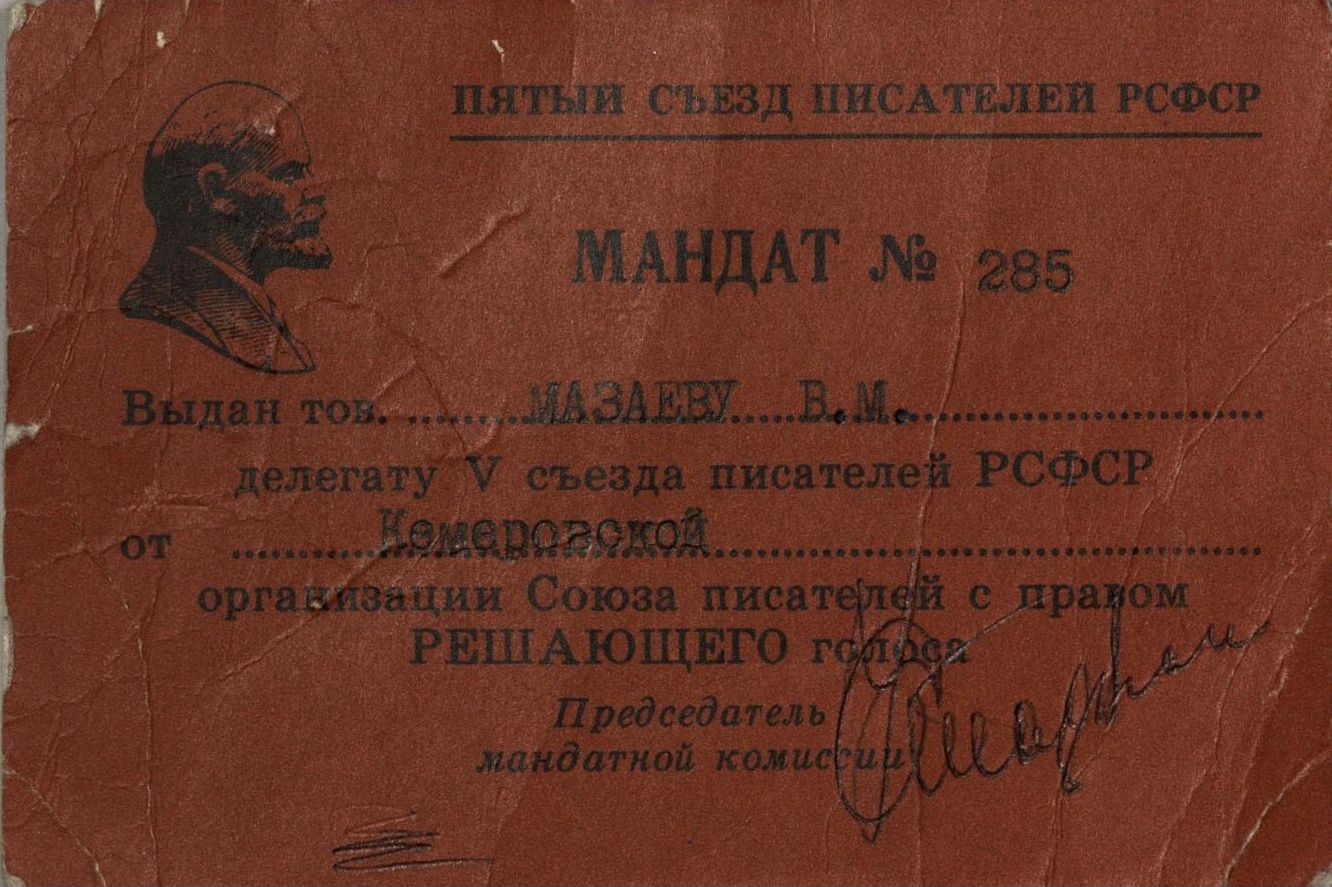 ПЯТЫЙ СЪЕЗД ПИСАТЕЛЕЙ РСФСР
МАНДАТ № 285
Выдан тов. МАЗАЕВУ В.М.
делегату V съезда писателей РСФСР
от Кемеровской
организации Союза писателей с правом
РЕШАЮЩЕГО голоса
Председатель
мандатной комиссии